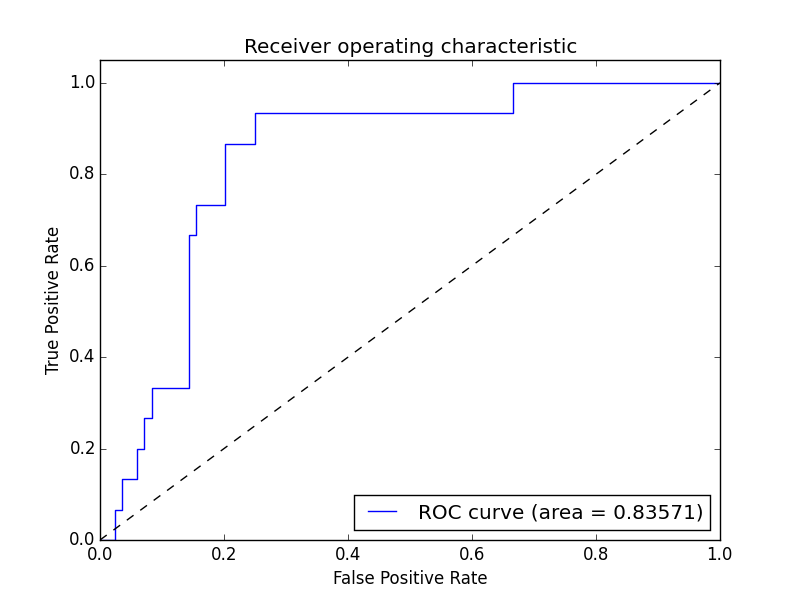 Receiver operating characteristic
1.0
0.8
0.6
0.4
0.2
0.0
True Positive Rate
ROC curve (area = 0.83571)
0.0 0.2 0.4 0.6 0.8 1.0
False Positive Rate